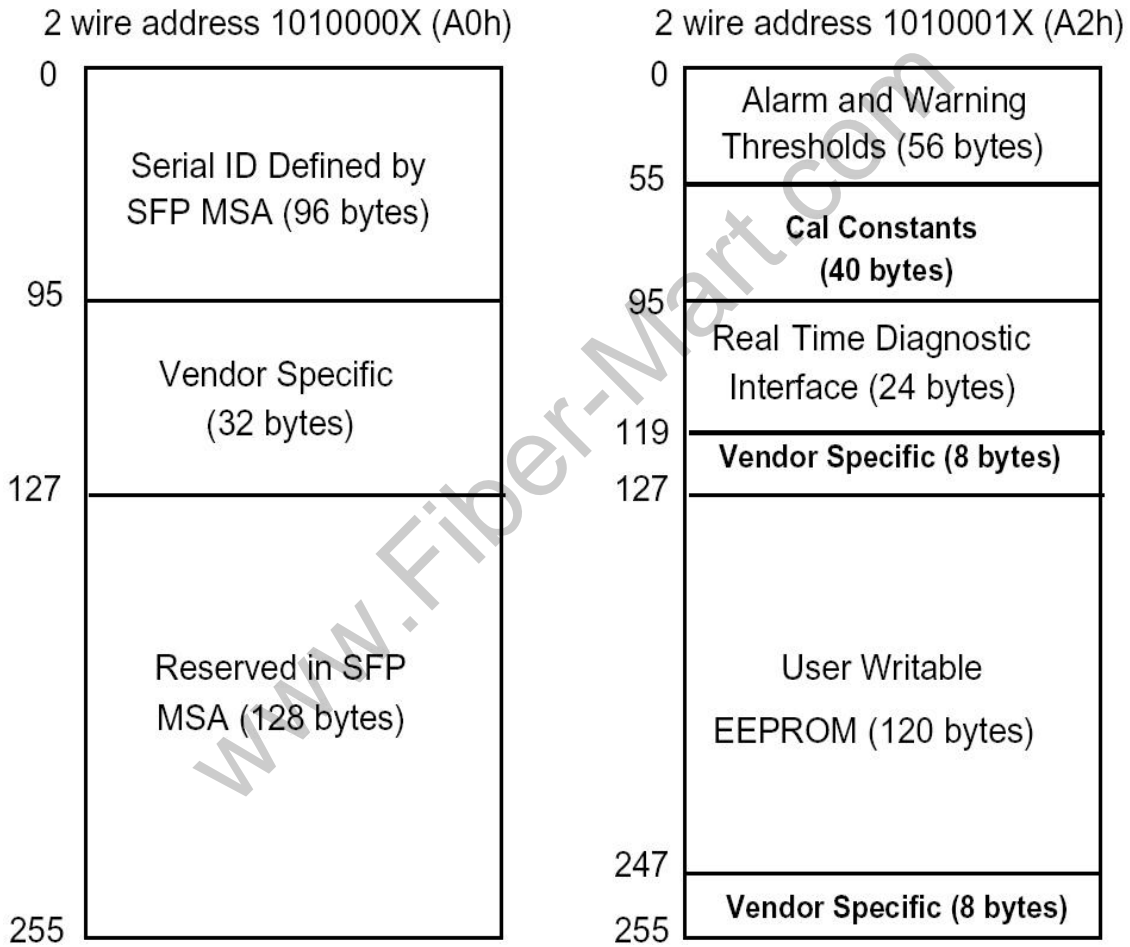 2 wire address 1010000X (A0h)
0
Serial ID Defined by
SFP MSA (96 bytes)
95
Vendor Specific
(32 bytes)
127
Reserved in SFP
MSA (128 bytes)
255
2 wire address 1010001X (A2h)
0
Alarm and Warning
Thresholds (56 bytes)
55
Cal Constants
(40 bytes)
95
Real Time Diagnostic
Interface (24 bytes)
119
Vendor Specific (8 bytes)
127
User Writable
EEPROM (120 bytes)
247
Vendor Specific (8 bytes)
255
www.Fiber-Mart.com